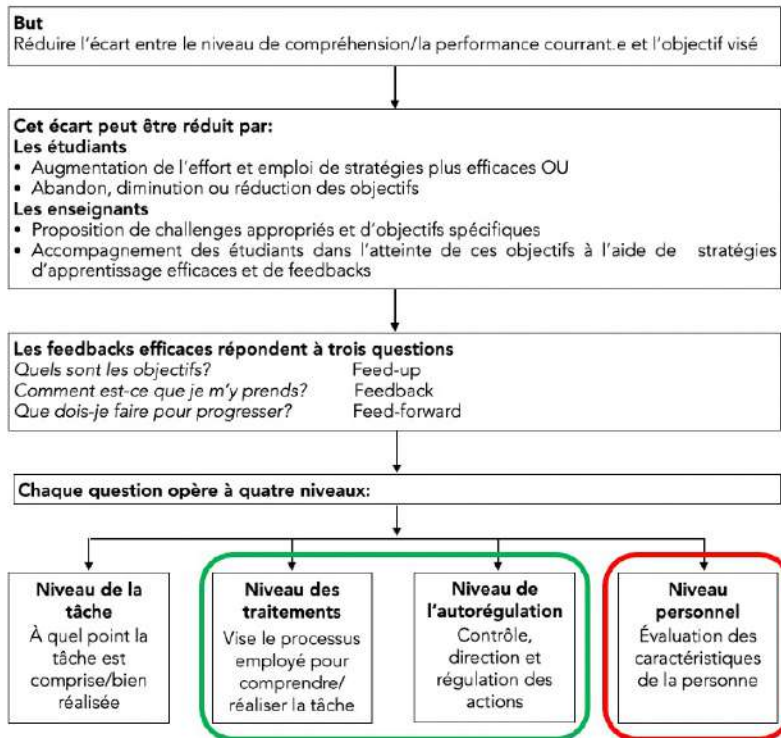 But
Réduire l'écart entre le niveau de compréhension/la performance courrant.e et l'objectif visé
Cet écart peut être réduit par:
Les étudiants
• Augmentation de l'effort et emploi de stratégies plus efficaces OU
• Abandon, diminution ou réduction des objectifs
Les enseignants
• Proposition de challenges appropriés et d'objectifs spécifiques
• Accompagnement des étudiants dans l'atteinte de ces objectifs à l'aide de stratégies
d'apprentissage efficaces et de feedbacks
Les feedbacks efficaces répondent à trois questions
Quels sont les objectifs? Feed-up
Comment est-ce que je m'y prends? Feedback
Que dois-je faire pour progresser? Feed-forward
Chaque question opère à quatre niveaux:
Niveau de la
tâche
À quel point la
tâche est
comprise/bien
réalisée
Niveau des
traitements
Vise le processus
employé pour
comprendre/
réaliser la tâche
Niveau de
l'autorégulation
Contrôle,
direction et
régulation des
actions
Niveau
personnel
Évaluation des
caractéristiques
de la personne